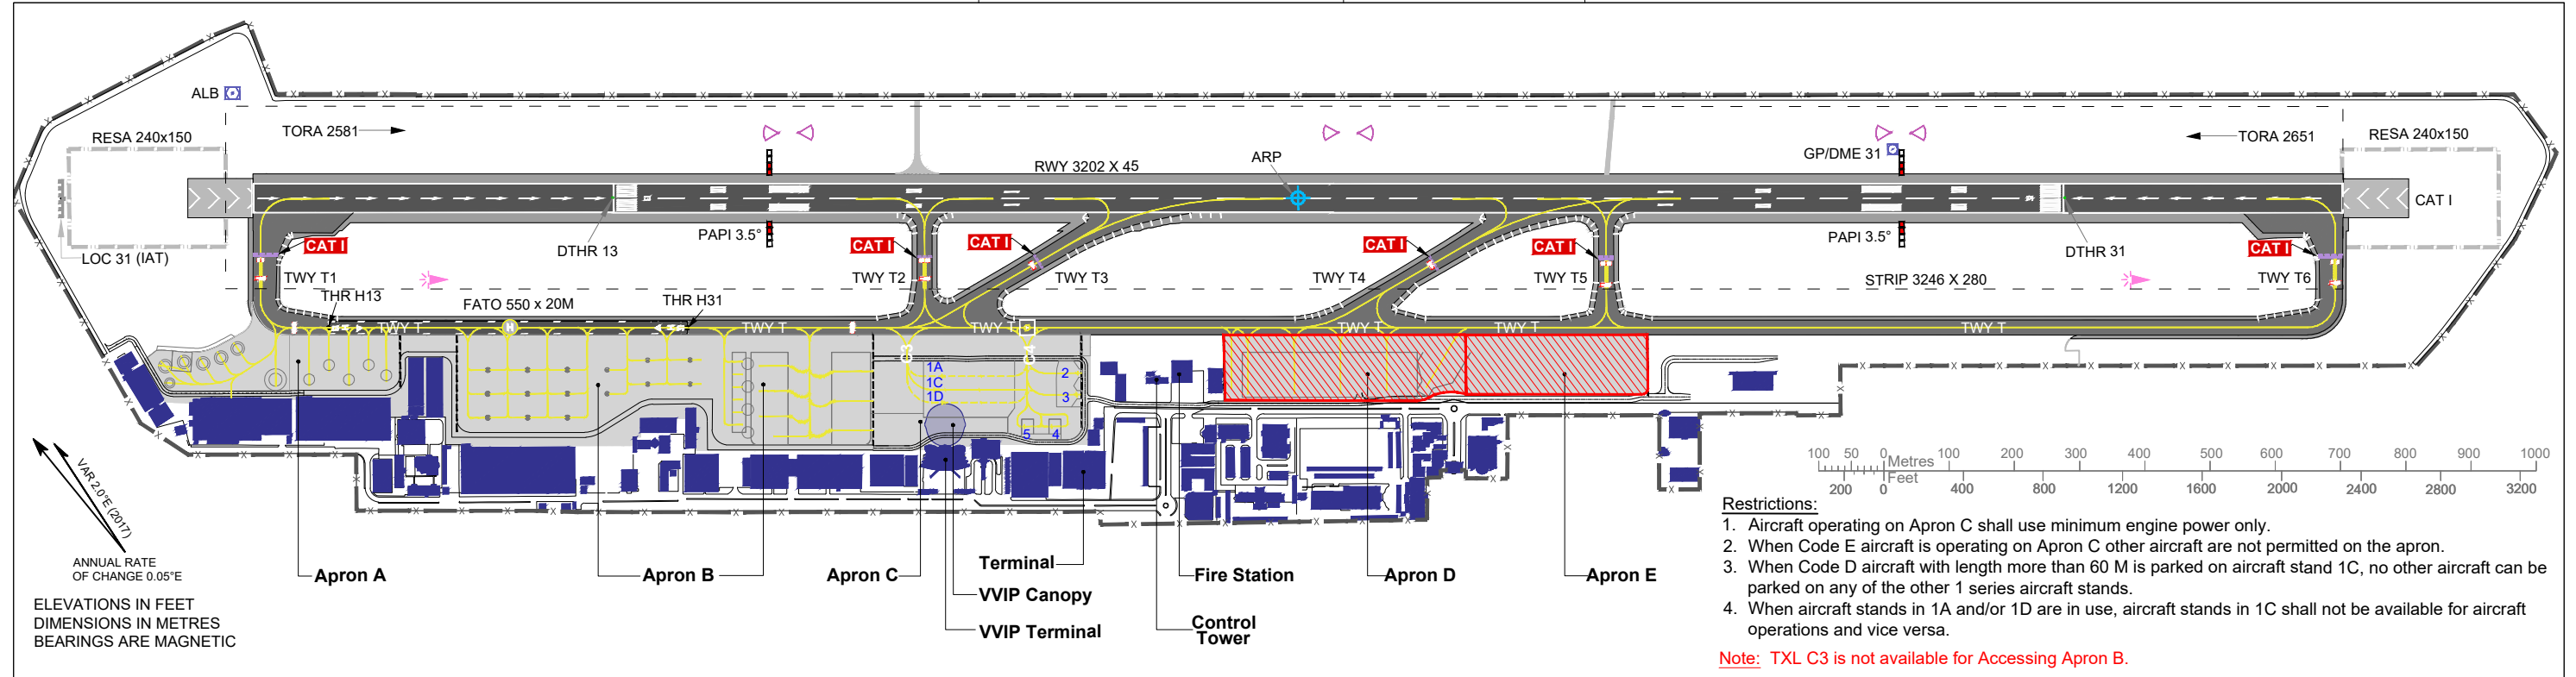 ALB
RESA 240x150
TORA 2581
TORA 2651
RESA 240x150
RWY 3202 X 45
ARP
GP/DME 31
CAT I
PAPI 3.5°
DTHR 13
CAT I
CAT I
CAT I
CAT I
CAT I
PAPI 3.5°
DTHR 31
CAT I
LOC 31 (IAT)
TWY T1
TWY T2
TWY T3
TWY T4
TWY T5
STRIP 3246 X 280
TWY T6
THR H13
FATO 550 x 20M
THR H31
H
TWY T
TWY T
TWY T
TWY T
TWY T
TWY T
C3
C4
1A
1C
1D
2
3
5
4
VAR 2.0°E (2017)
ANNUAL RATE
OF CHANGE 0.05°E
ELEVATIONS IN FEET
DIMENSIONS IN METRES
BEARINGS ARE MAGNETIC
Apron A
Apron B
Apron C
Terminal
VVIP Canopy
VVIP Terminal
Control
Tower
Fire Station
Apron D
Apron E
100 50 0 Metres 100 200 300 400 500 600 700 800 900 1000
200 0 Feet 400 800 1200 1600 2000 2400 2800 3200
Restrictions:
1. Aircraft operating on Apron C shall use minimum engine power only.
2. When Code E aircraft is operating on Apron C other aircraft are not permitted on the apron.
3. When Code D aircraft with length more than 60 M is parked on aircraft stand 1C, no other aircraft can be
parked on any of the other 1 series aircraft stands.
4. When aircraft stands in 1A and/or 1D are in use, aircraft stands in 1C shall not be available for aircraft
operations and vice versa.
Note: TXL C3 is not available for Accessing Apron B.